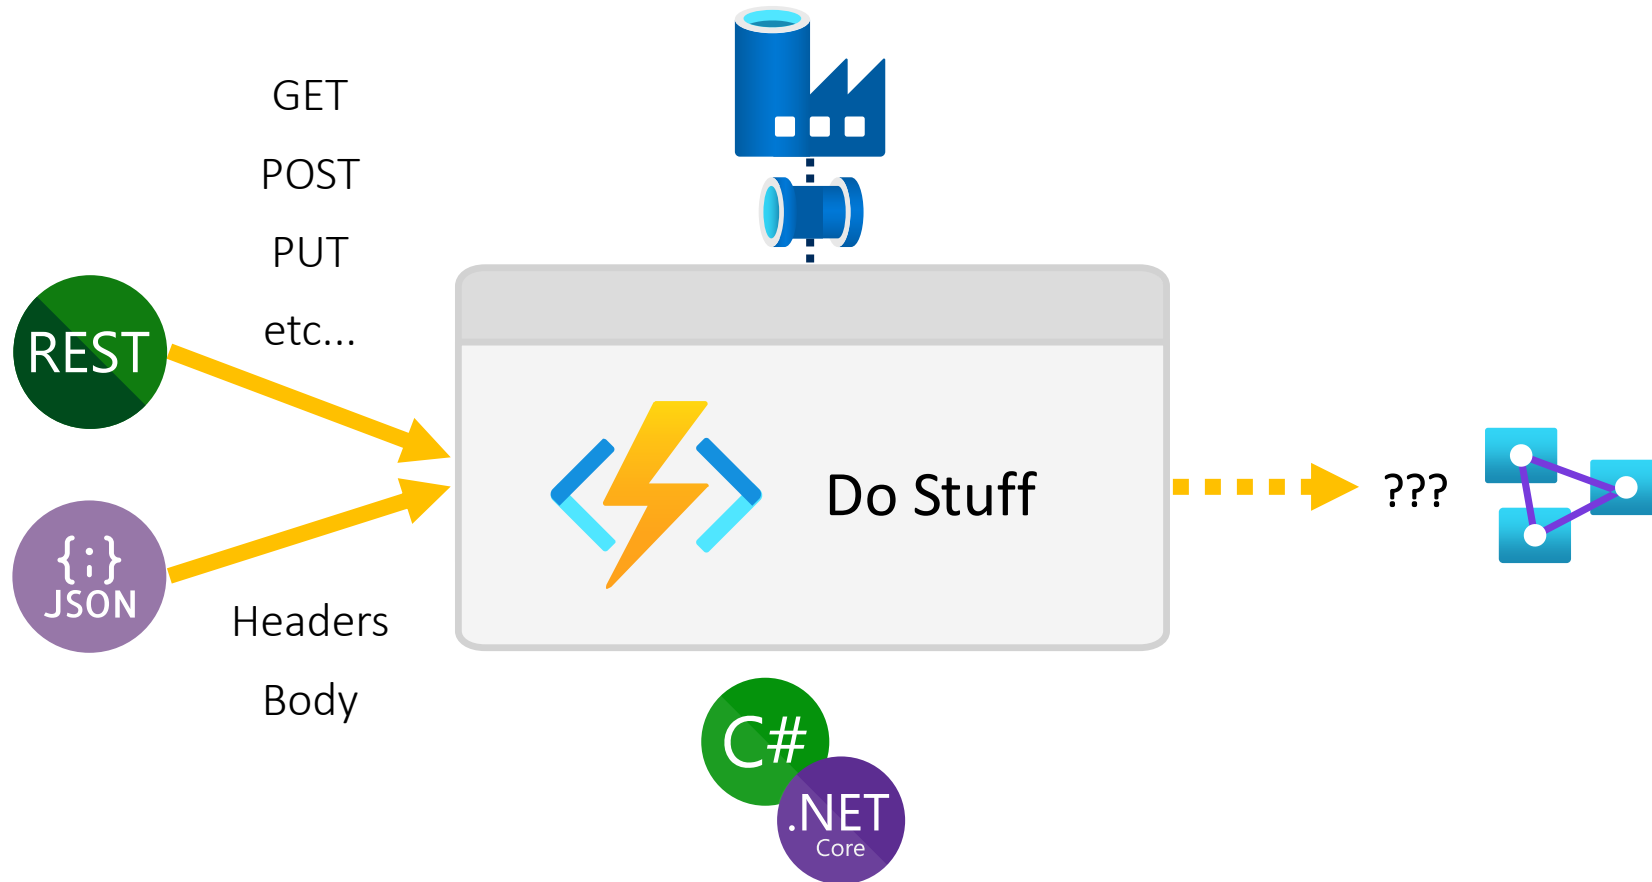 GET
POST
PUT
etc...
REST
Do Stuff
???
{;}
JSON
Headers
Body
C#
.NET
Core